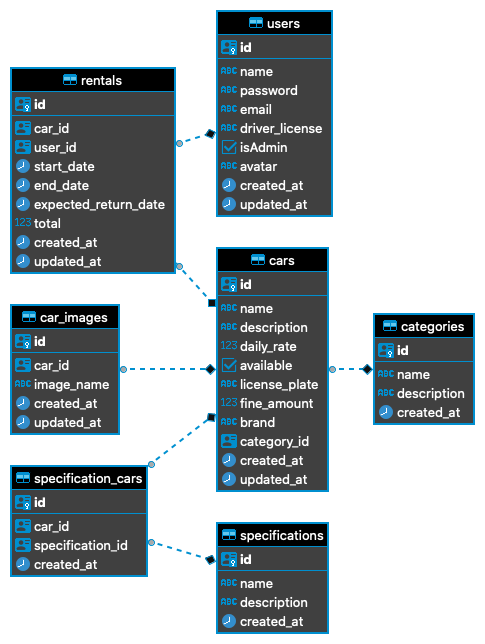 users
id
ABC name
ABC password
ABC email
ABC driver_license
isAdmin
ABC avatar
created_at
updated_at
rentals
id
car_id
user_id
start_date
end_date
expected_return_date
123 total
created_at
updated_at
cars
id
ABC name
ABC description
123 daily_rate
available
ABC license_plate
123 fine_amount
ABC brand
category_id
created_at
updated_at
car_images
id
car_id
ABC image_name
created_at
updated_at
categories
id
ABC name
ABC description
created_at
specification_cars
id
car_id
specification_id
created_at
specifications
id
ABC name
ABC description
created_at